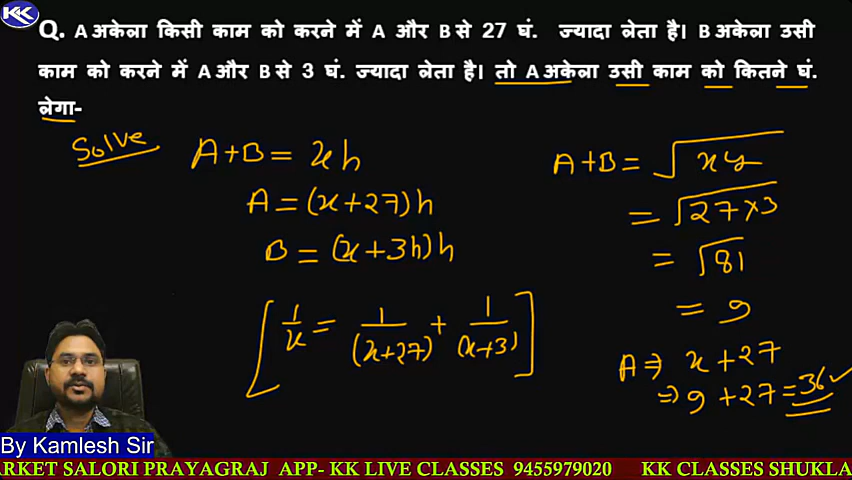 KK
Q. A अकेला किसी काम को करने में A और B से 27 घं. ज्यादा लेता है। B अकेला उसी
काम को करने में A और B से 3 घं. ज्यादा लेता है। तो A अकेला उसी काम को कितने घं.
लेगा-
Solve
A+B = xh
A = (x+27)h
B = (x+3h)h
[1/x = 1/(x+27) + 1/(x+3)]
A+B = √xy
= √27×3
= √81
= 9
A ⇒ x+27
⇒ 9+27 = 36 ✓
By Kamlesh Sir
ARKET SALORI PRAYAGRAJ APP- KK LIVE CLASSES 9455979020 KK CLASSES SHUKLA